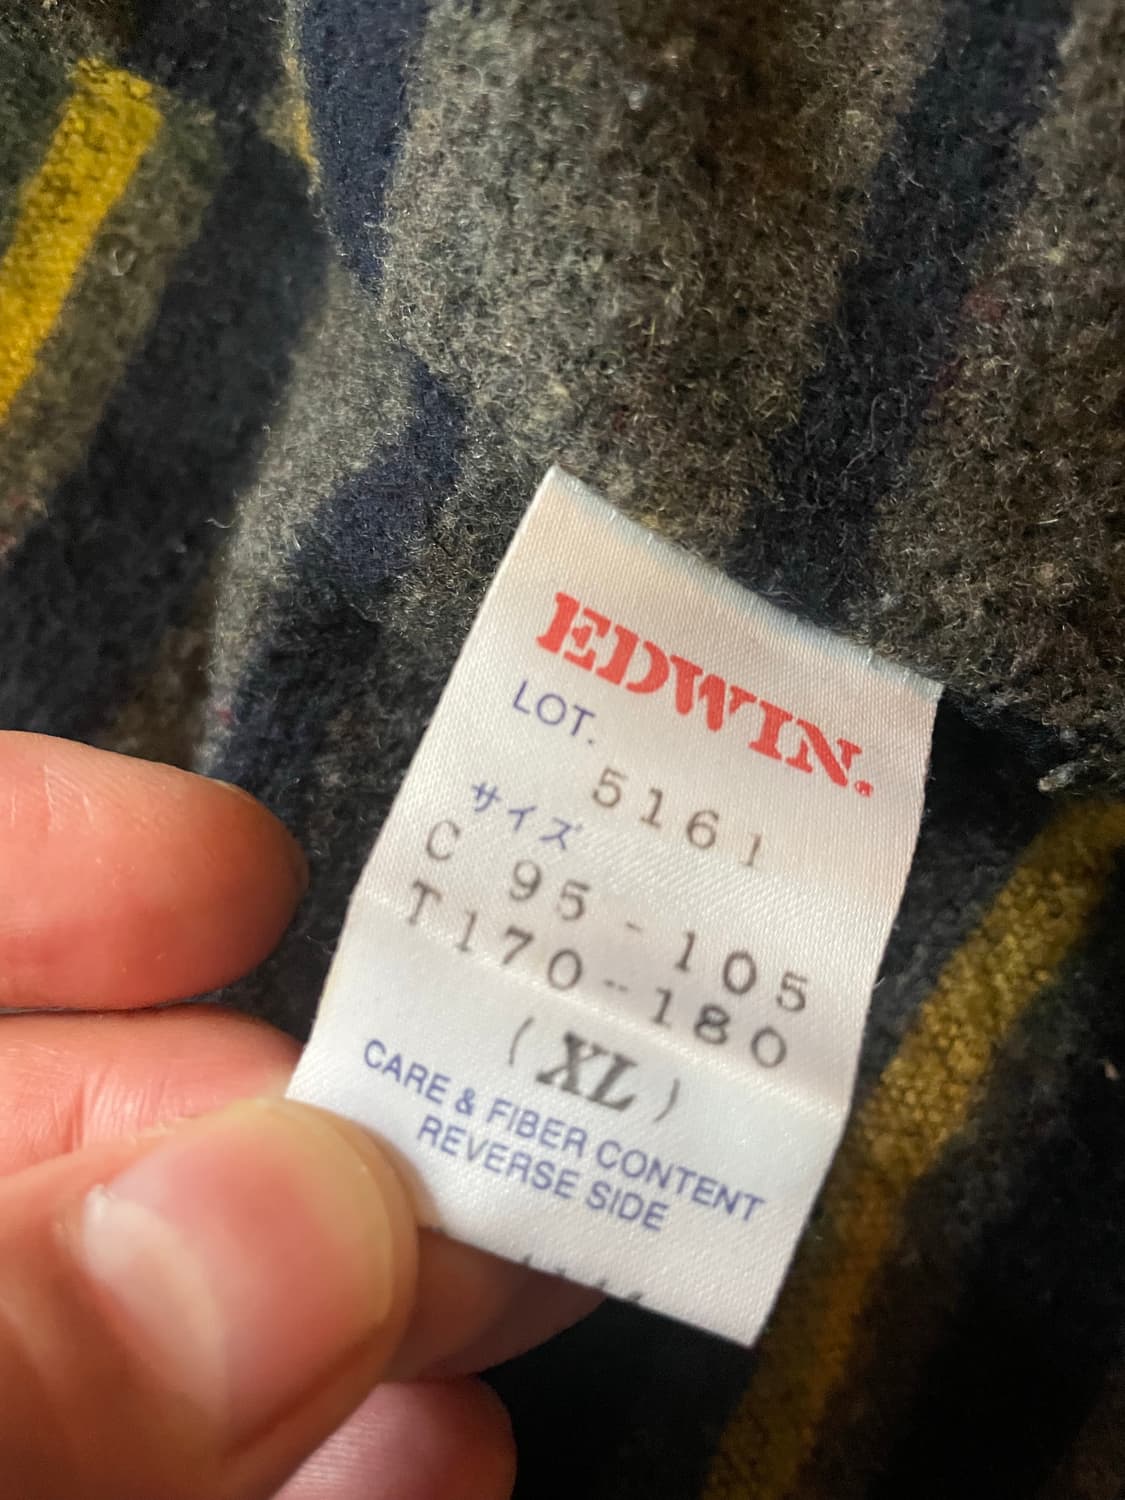 EDWIN.
LOT.
5161
サイズ
C 95-105
T170-180
(XL)
CARE & FIBER CONTENT
REVERSE SIDE